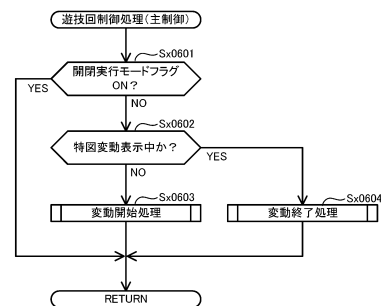 遊技回制御処理(主制御)
Sx0601
開閉実行モードフラグ
ON？
YES
NO
Sx0602
特図変動表示中か？
YES
NO
Sx0603
変動開始処理
Sx0604
変動終了処理
RETURN